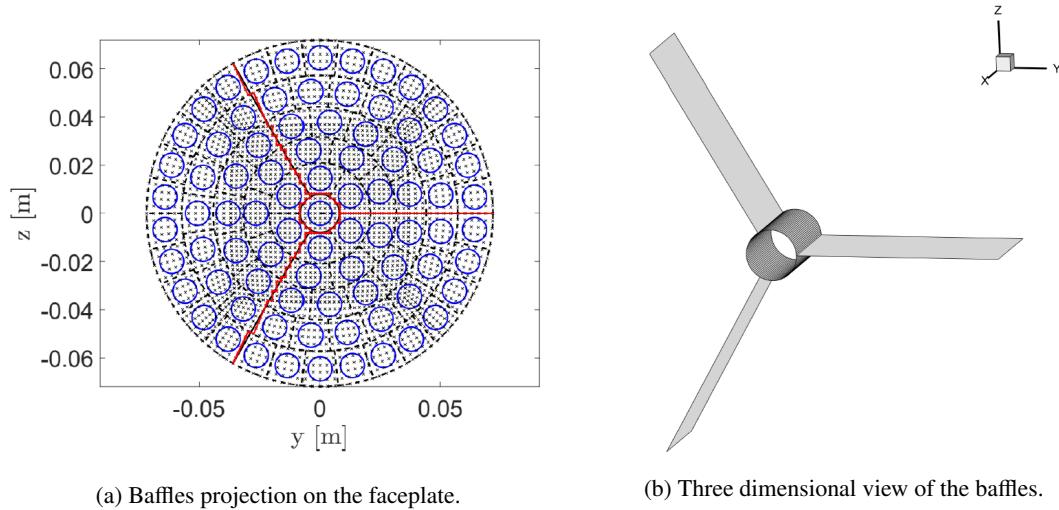 0.06
0.04
0.02
0
-0.02
-0.04
-0.06
z [m]
-0.05 0 0.05
y [m]
(a) Baffles projection on the faceplate.
Z
Y
X
(b) Three dimensional view of the baffles.